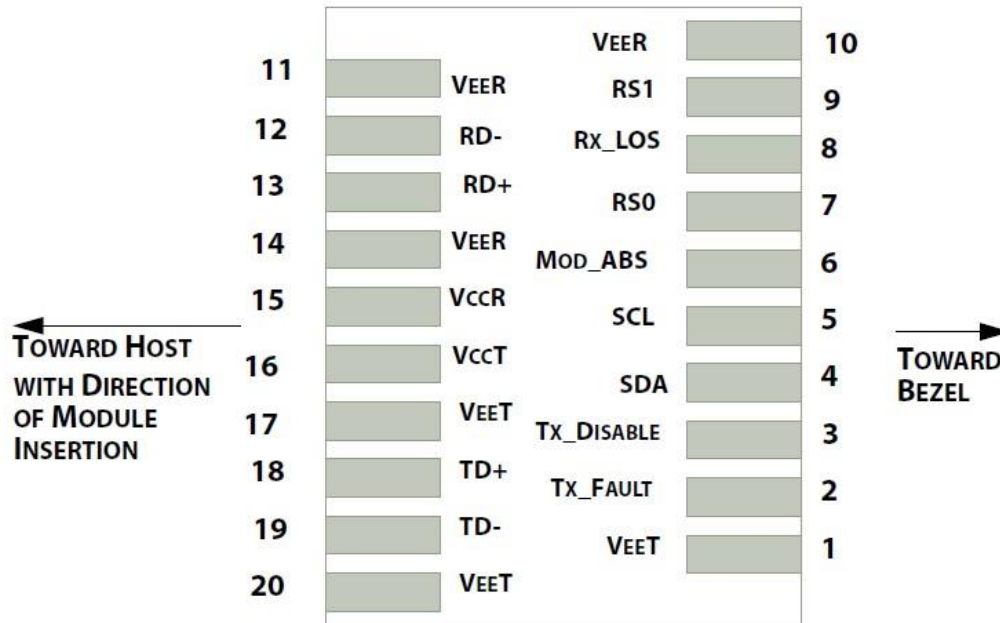 11
VEER
12
RD-
13
RD+
14
VEER
15
VCCR
16
VCCT
17
VEET
18
TD+
19
TD-
20
VEET
VEER
10
RS1
9
RX_LOS
8
RS0
7
MOD_ABS
6
SCL
5
SDA
4
TX_DISABLE
3
TX_FAULT
2
VEET
1
TOWARD HOST
WITH DIRECTION
OF MODULE
INSERTION
TOWARD
BEZEL